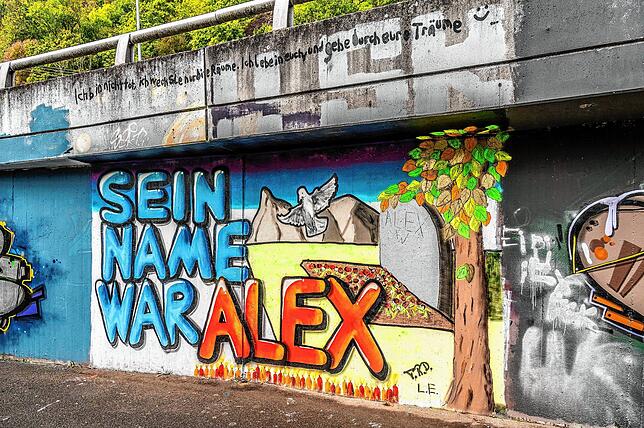 Ich bin nicht tot, ich wechsle nur die Räume, Ich lebe in euch und gehe durch eure Träume
SEIN
NAME
WAR ALEX
ALEX
L.E.